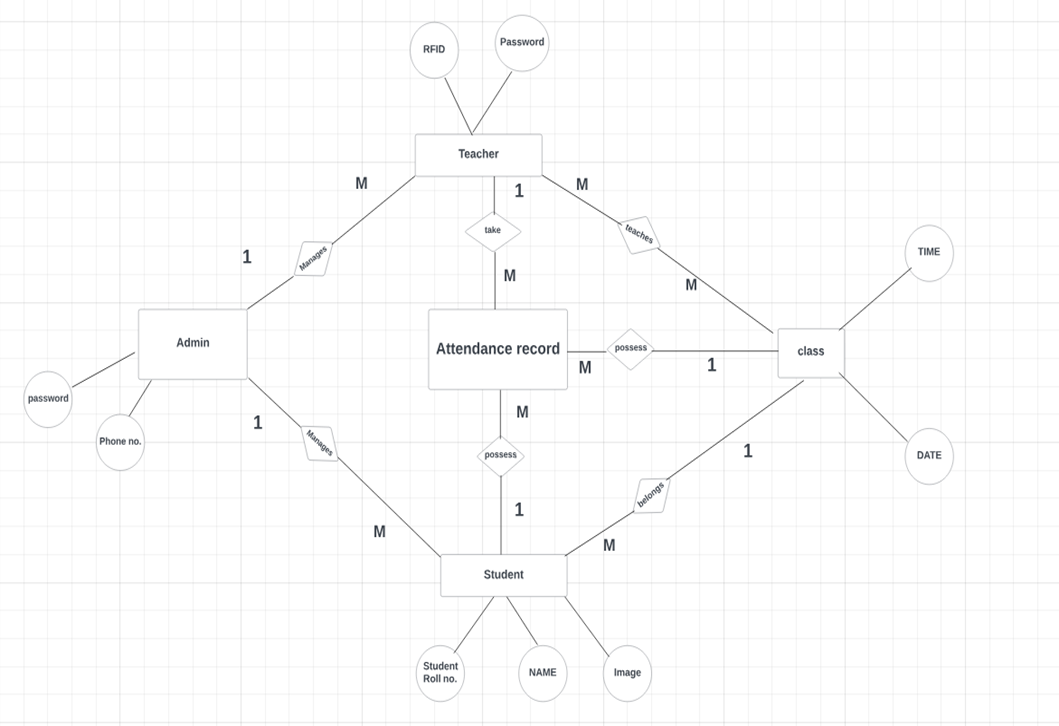 RFID
Password
Teacher
M
1
M
take
teaches
1
Manages
M
M
TIME
Admin
Attendance record
possess
class
M
1
password
Phone no.
1
Manages
M
possess
1
DATE
belongs
1
M
M
Student
Student
Roll no.
NAME
Image